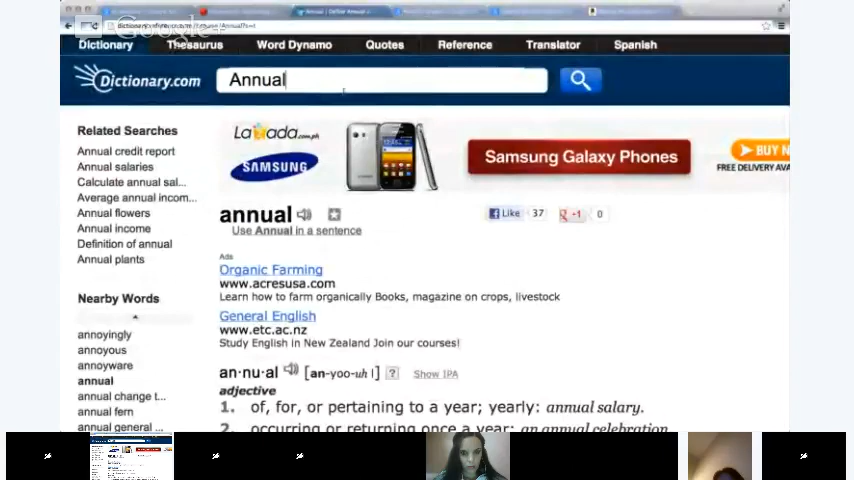 Google+
Dictionary Thesaurus Word Dynamo Quotes Reference Translator Spanish
Dictionary.com Annual
Related Searches
Annual credit report
Annual salaries
Calculate annual sal...
Average annual incom...
Annual flowers
Annual income
Definition of annual
Annual plants
Nearby Words
annoyingly
annoyous
annoyware
annual
annual change t...
annual fern
annual general ...
Lazada.com.ph
SAMSUNG
Samsung Galaxy Phones
BUY N
FREE DELIVERY AVA
annual
Like 37 +1 0
Use Annual in a sentence
Ads
Organic Farming
www.acresusa.com
Learn how to farm organically Books, magazine on crops, livestock
General English
www.etc.ac.nz
Study English in New Zealand Join our courses!
an·nu·al [an-yoo-uh l] ? Show IPA
adjective
1. of, for, or pertaining to a year; yearly: annual salary.
2. occurring or returning once a year: an annual celebration.